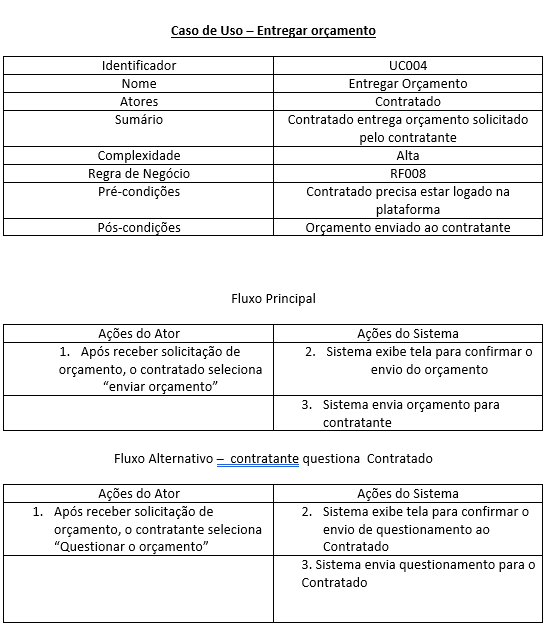 Caso de Uso – Entregar orçamento
Identificador UC004
Nome Entregar Orçamento
Atores Contratado
Sumário Contratado entrega orçamento solicitado
pelo contratante
Complexidade Alta
Regra de Negócio RF008
Pré-condições Contratado precisa estar logado na
plataforma
Pós-condições Orçamento enviado ao contratante
Fluxo Principal
Ações do Ator Ações do Sistema
1. Após receber solicitação de
orçamento, o contratado seleciona
“enviar orçamento”
2. Sistema exibe tela para confirmar o
envio do orçamento
3. Sistema envia orçamento para
contratante
Fluxo Alternativo – contratante questiona Contratado
Ações do Ator Ações do Sistema
1. Após receber solicitação de
orçamento, o contratante seleciona
“Questionar o orçamento”
2. Sistema exibe tela para confirmar o
envio de questionamento ao
Contratado
3. Sistema envia questionamento para o
Contratado